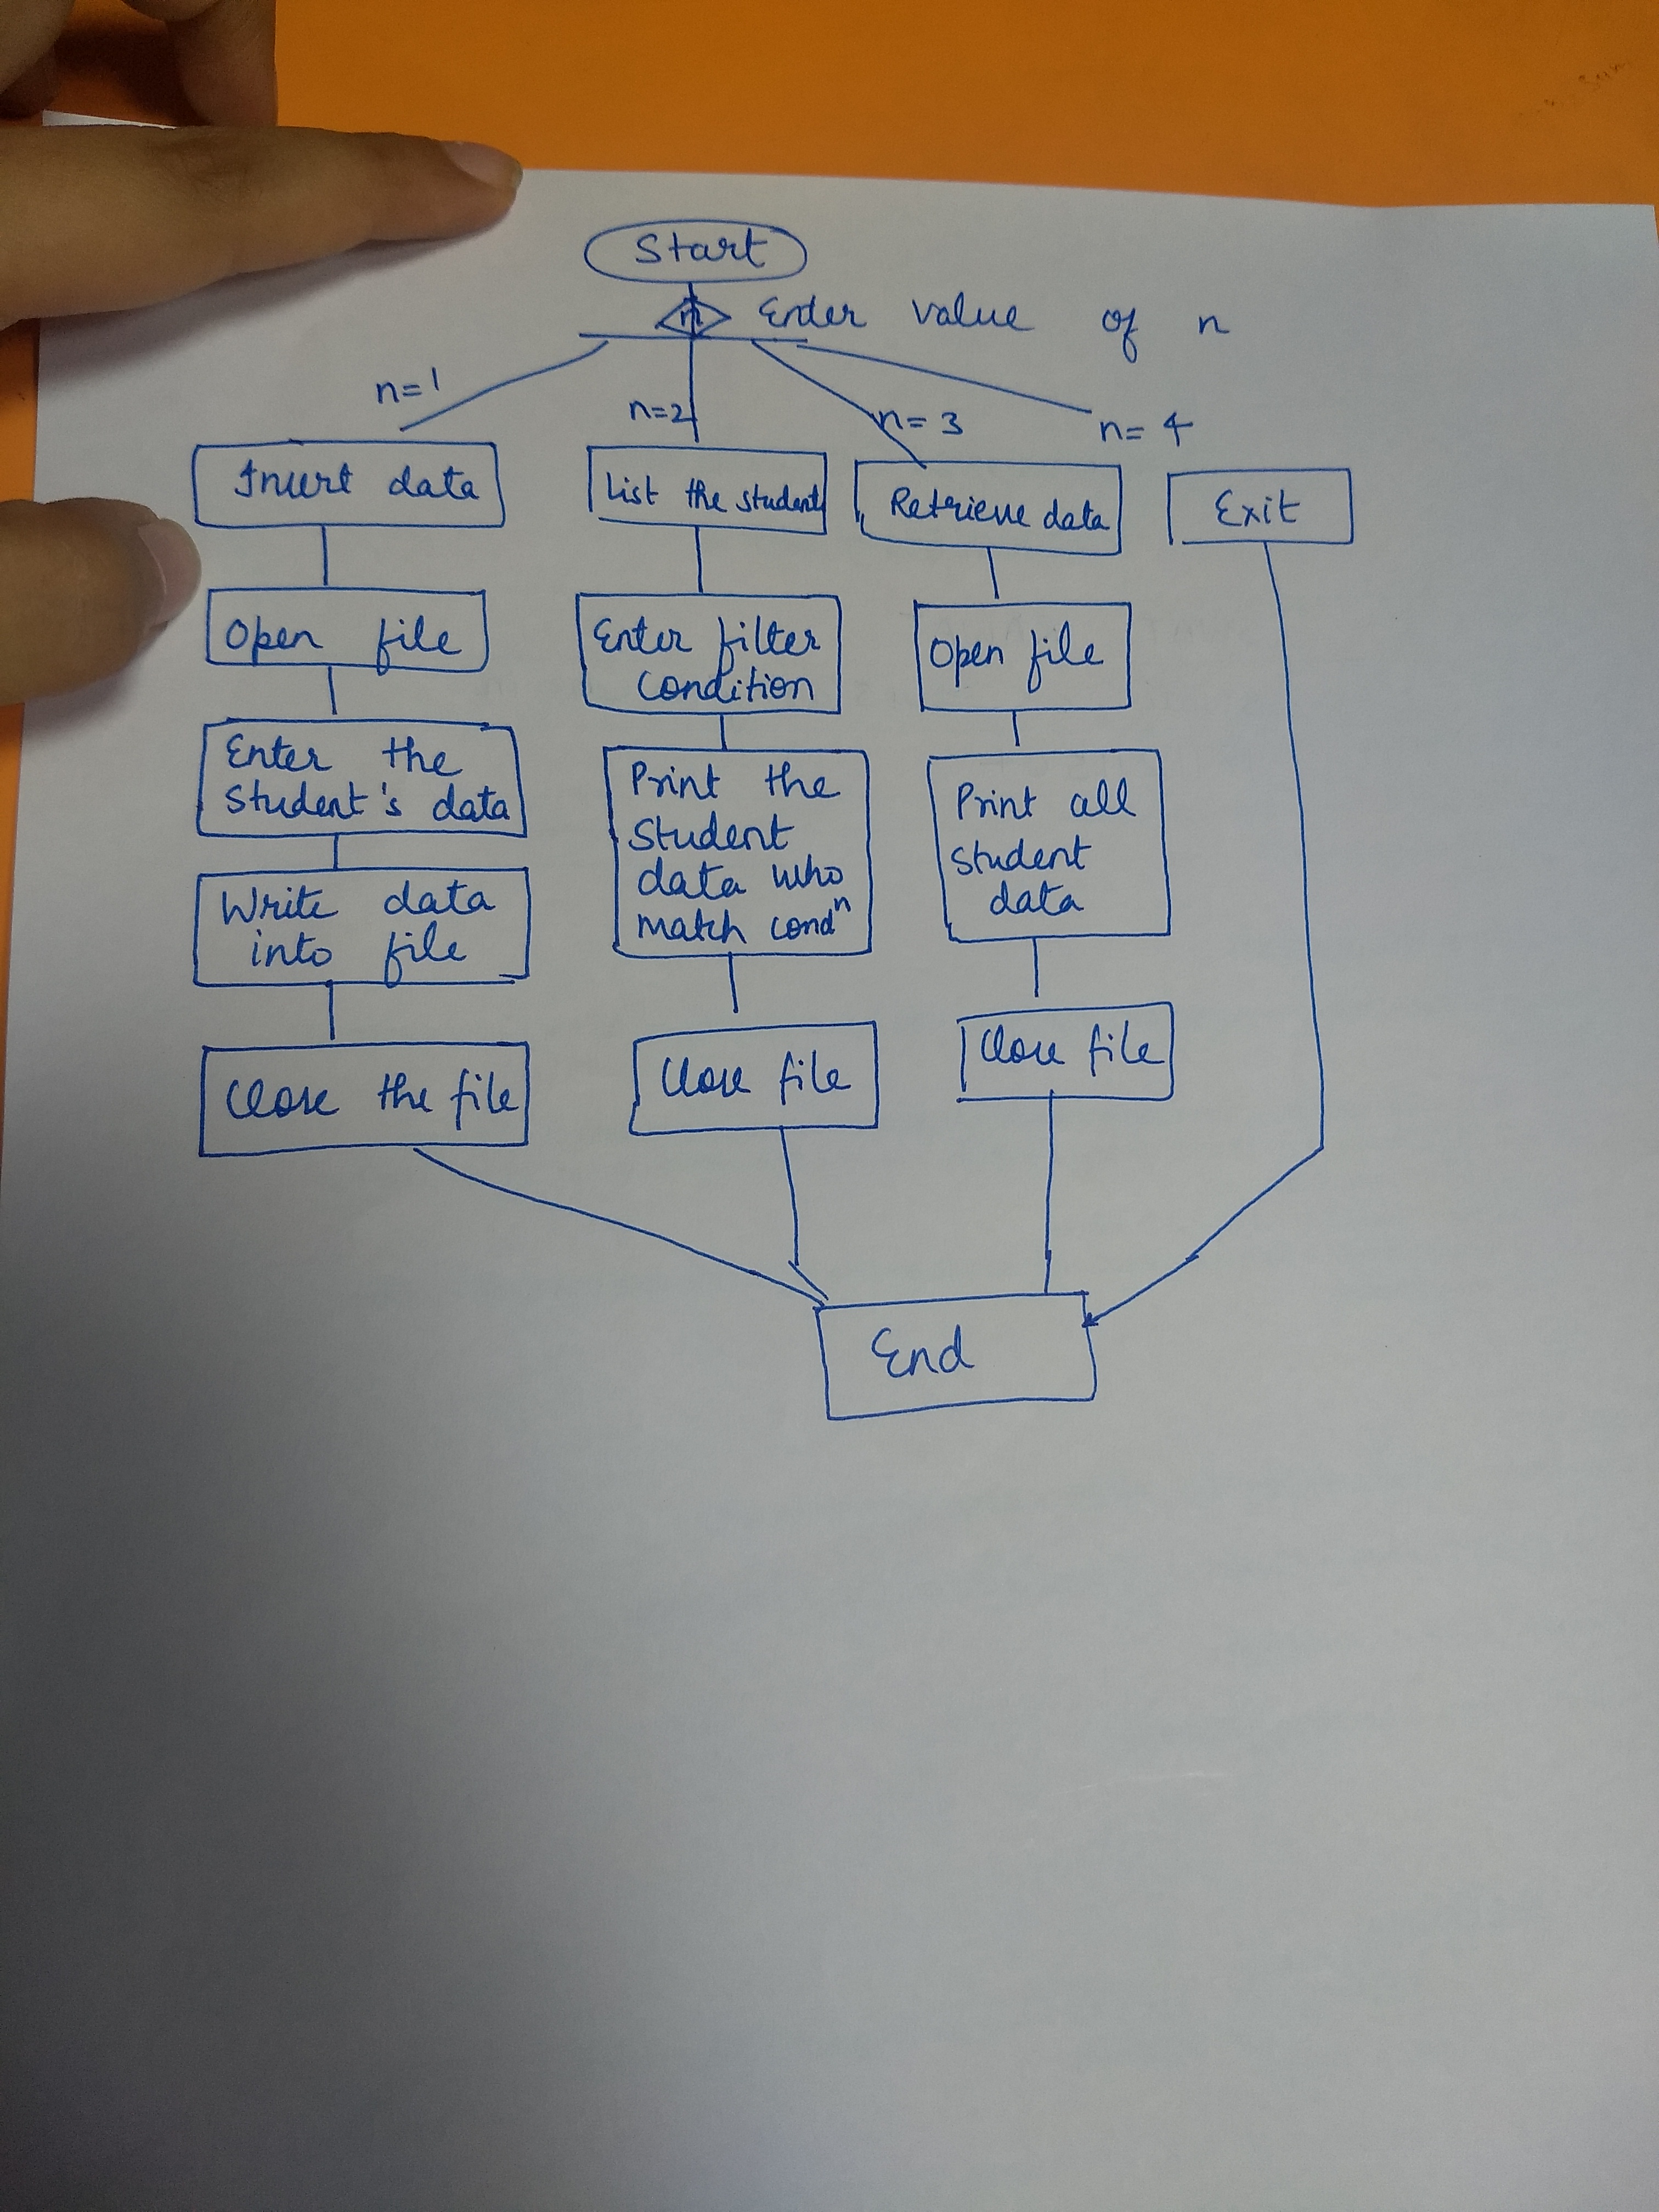 Start
n Enter value of n
n=1
n=2
n=3
n=4
Insert data
Open file
Enter the
Student's data
Write data
into file
Close the file
List the student
Enter filter
Condition
Print the
Student
data who
match condⁿ
Close file
Retrieve data
Open file
Print all
student
data
Close file
Exit
End